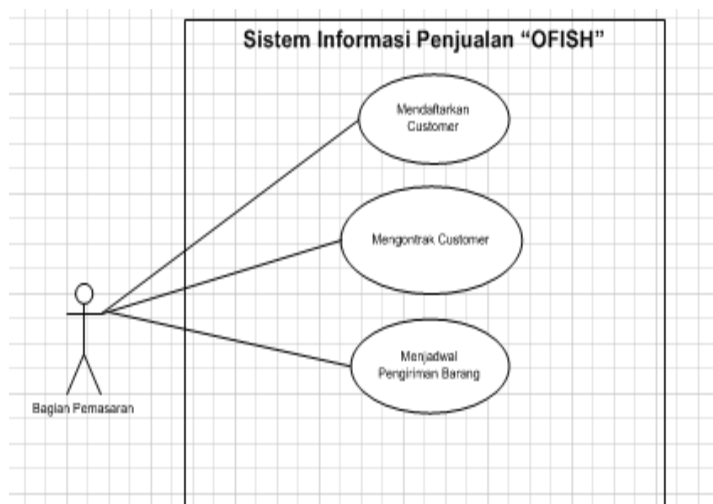 Sistem Informasi Penjualan “OFISH”
Mendaftarkan
Customer
Mengontrak Customer
Menjadwal
Pengiriman Barang
Bagian Pemasaran